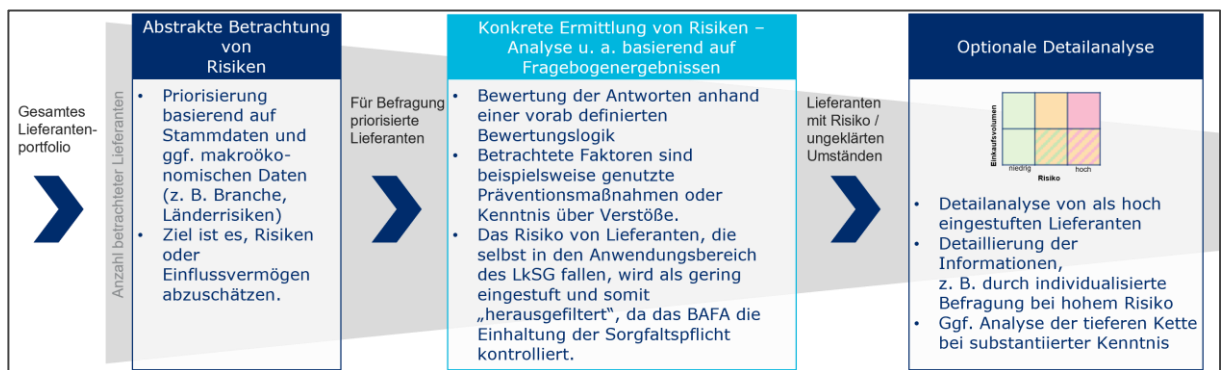 Gesamtes
Lieferanten-
portfolio
Anzahl betrachteter Lieferanten
Abstrakte Betrachtung
von
Risiken
• Priorisierung
basierend auf
Stammdaten und
ggf. makroöko-
nomischen Daten
(z. B. Branche,
Länderrisiken)
• Ziel ist es, Risiken
oder
Einflussvermögen
abzuschätzen.
Für Befragung
priorisierte
Lieferanten
Konkrete Ermittlung von Risiken –
Analyse u. a. basierend auf
Fragebogenergebnissen
• Bewertung der Antworten anhand
einer vorab definierten
Bewertungslogik
• Betrachtete Faktoren sind
beispielsweise genutzte
Präventionsmaßnahmen oder
Kenntnis über Verstöße.
• Das Risiko von Lieferanten, die
selbst in den Anwendungsbereich
des LkSG fallen, wird als gering
eingestuft und somit
„herausgefiltert“, da das BAFA die
Einhaltung der Sorgfaltspflicht
kontrolliert.
Lieferanten
mit Risiko /
ungeklärten
Umständen
Optionale Detailanalyse
Einkaufsvolumen
niedrig
hoch
Risiko
• Detailanalyse von als hoch
eingestuften Lieferanten
• Detaillierung der
Informationen,
z. B. durch individualisierte
Befragung bei hohem Risiko
• Ggf. Analyse der tieferen Kette
bei substantiierter Kenntnis